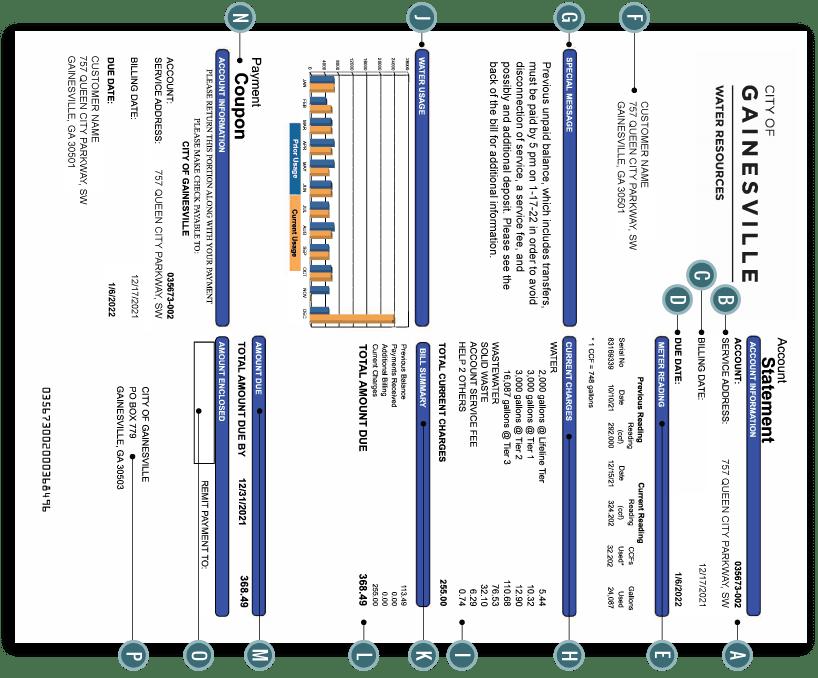 CITY OF
GAINESVILLE
WATER RESOURCES
Account
Statement
ACCOUNT INFORMATION
ACCOUNT: 035673-002
SERVICE ADDRESS: 757 QUEEN CITY PARKWAY, SW
BILLING DATE: 12/17/2021
DUE DATE: 1/6/2022
A
B
C
D
F
CUSTOMER NAME
757 QUEEN CITY PARKWAY, SW
GAINESVILLE, GA 30501
METER READING
E
Previous Reading Current Reading
Serial No Date Reading (ccf) Date Reading (ccf) CCFs Used* Gallons Used
83169339 10/10/21 292.000 12/15/21 324.202 32.202 24,087
* 1 CCF = 748 gallons
G
SPECIAL MESSAGE
Previous unpaid balance, which includes transfers,
must be paid by 5 pm on 1-17-22 in order to avoid
disconnection of service, a service fee, and
possibly and additional deposit. Please see the
back of the bill for additional information.
CURRENT CHARGES
H
WATER
2,000 gallons @ Lifeline Tier 5.44
3,000 gallons @ Tier 1 10.32
3,000 gallons @ Tier 2 12.90
16,087 gallons @ Tier 3 110.68
WASTEWATER 76.53
SOLID WASTE 32.10
ACCOUNT SERVICE FEE 6.29
HELP 2 OTHERS 0.74
I
TOTAL CURRENT CHARGES 255.00
J
WATER USAGE
28000
24000
20000
16000
12000
8000
4000
0
JAN FEB MAR APR MAY JUN JUL AUG SEP OCT NOV DEC
Prior Usage Current Usage
BILL SUMMARY
K
Previous Balance 113.49
Payments Received 0.00
Additional Billing 0.00
Current Charges 255.00
TOTAL AMOUNT DUE 368.49
L
N
Payment
Coupon
AMOUNT DUE
M
TOTAL AMOUNT DUE BY 12/31/2021 368.49
ACCOUNT INFORMATION
PLEASE RETURN THIS PORTION ALONG WITH YOUR PAYMENT
PLEASE MAKE CHECK PAYABLE TO:
CITY OF GAINESVILLE
ACCOUNT: 035673-002
SERVICE ADDRESS: 757 QUEEN CITY PARKWAY, SW
BILLING DATE: 12/17/2021
DUE DATE: 1/6/2022
AMOUNT ENCLOSED
REMIT PAYMENT TO:
O
CUSTOMER NAME
757 QUEEN CITY PARKWAY, SW
GAINESVILLE, GA 30501
CITY OF GAINESVILLE
PO BOX 779
GAINESVILLE, GA 30503
P
035673002000368496